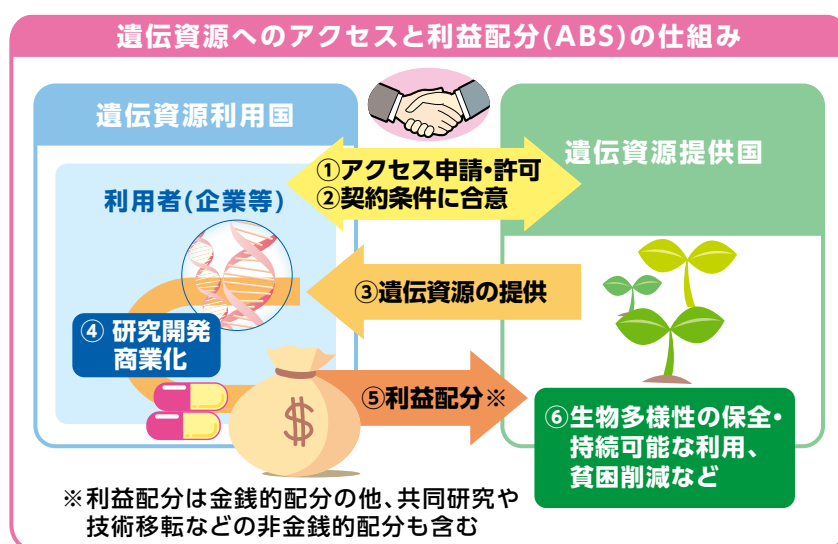 遺伝資源へのアクセスと利益配分(ABS)の仕組み
遺伝資源利用国
遺伝資源提供国
利用者(企業等)
①アクセス申請・許可
②契約条件に合意
③遺伝資源の提供
④ 研究開発
商業化
$
⑤利益配分※
⑥生物多様性の保全・
持続可能な利用、
貧困削減など
※利益配分は金銭的配分の他、共同研究や
技術移転などの非金銭的配分も含む